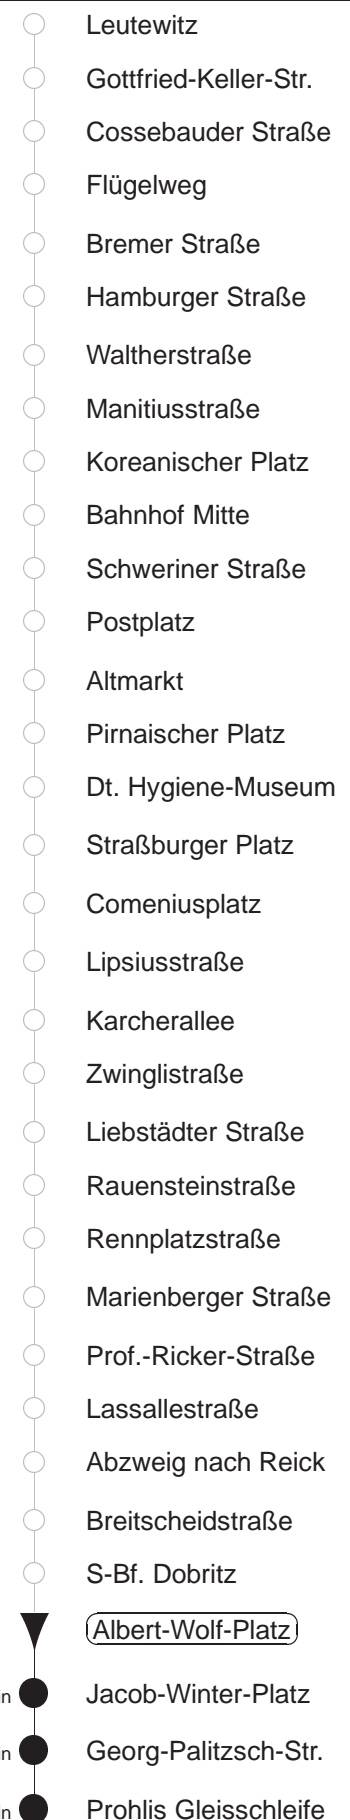 Leutewitz
Gottfried-Keller-Str.
Cossebauder Straße
Flügelweg
Bremer Straße
Hamburger Straße
Waltherstraße
Manitiusstraße
Koreanischer Platz
Bahnhof Mitte
Schweriner Straße
Postplatz
Altmarkt
Pirnaischer Platz
Dt. Hygiene-Museum
Straßburger Platz
Comeniusplatz
Lipsiusstraße
Karcherallee
Zwinglistraße
Liebstädter Straße
Rauensteinstraße
Rennplatzstraße
Marienberger Straße
Prof.-Ricker-Straße
Lassallestraße
Abzweig nach Reick
Breitscheidstraße
S-Bf. Dobritz
Albert-Wolf-Platz
Jacob-Winter-Platz
Georg-Palitzsch-Str.
Prohlis Gleisschleife